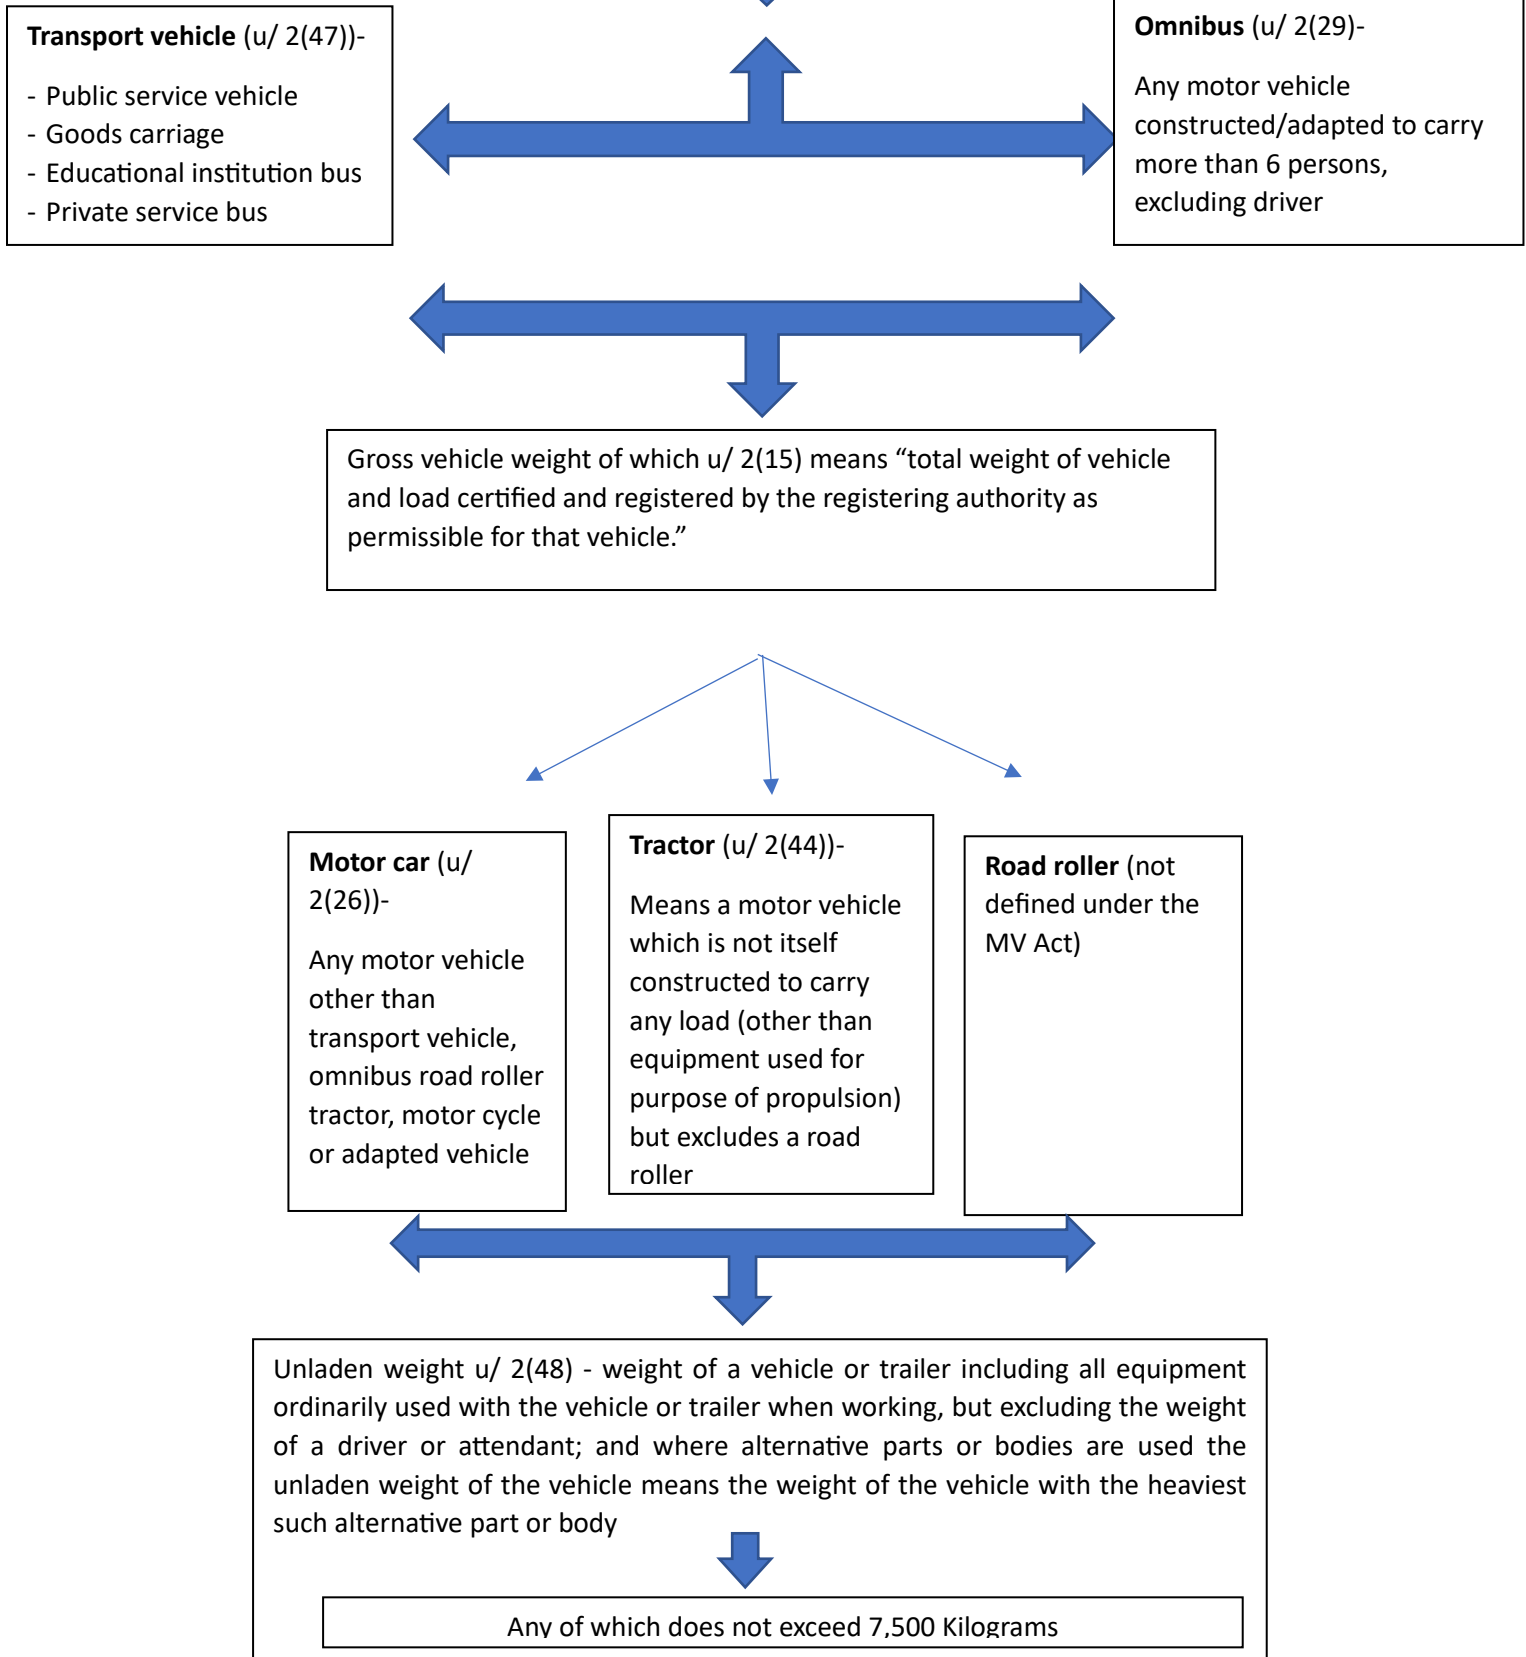 Transport vehicle (u/ 2(47))-
- Public service vehicle
- Goods carriage
- Educational institution bus
- Private service bus
Omnibus (u/ 2(29)-
Any motor vehicle
constructed/adapted to carry
more than 6 persons,
excluding driver
Gross vehicle weight of which u/ 2(15) means “total weight of vehicle
and load certified and registered by the registering authority as
permissible for that vehicle.”
Motor car (u/
2(26))-
Any motor vehicle
other than
transport vehicle,
omnibus road roller
tractor, motor cycle
or adapted vehicle
Tractor (u/ 2(44))-
Means a motor vehicle
which is not itself
constructed to carry
any load (other than
equipment used for
purpose of propulsion)
but excludes a road
roller
Road roller (not
defined under the
MV Act)
Unladen weight u/ 2(48) - weight of a vehicle or trailer including all equipment
ordinarily used with the vehicle or trailer when working, but excluding the weight
of a driver or attendant; and where alternative parts or bodies are used the
unladen weight of the vehicle means the weight of the vehicle with the heaviest
such alternative part or body
Any of which does not exceed 7,500 Kilograms